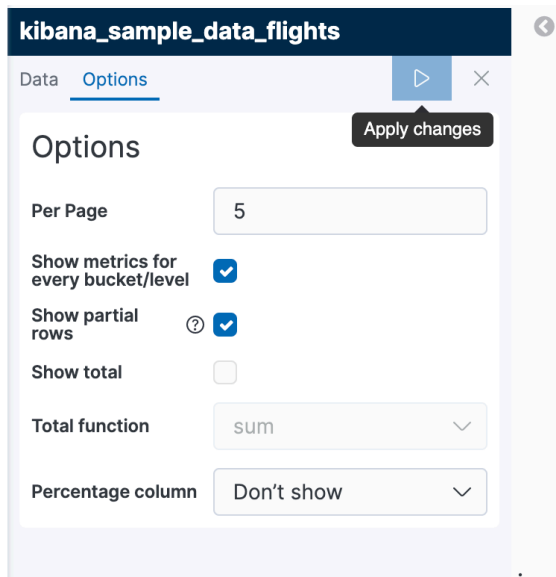 kibana_sample_data_flights
Data Options
Apply changes
Options
Per Page 5
Show metrics for
every bucket/level
Show partial
rows ?
Show total
Total function sum
Percentage column Don't show
.